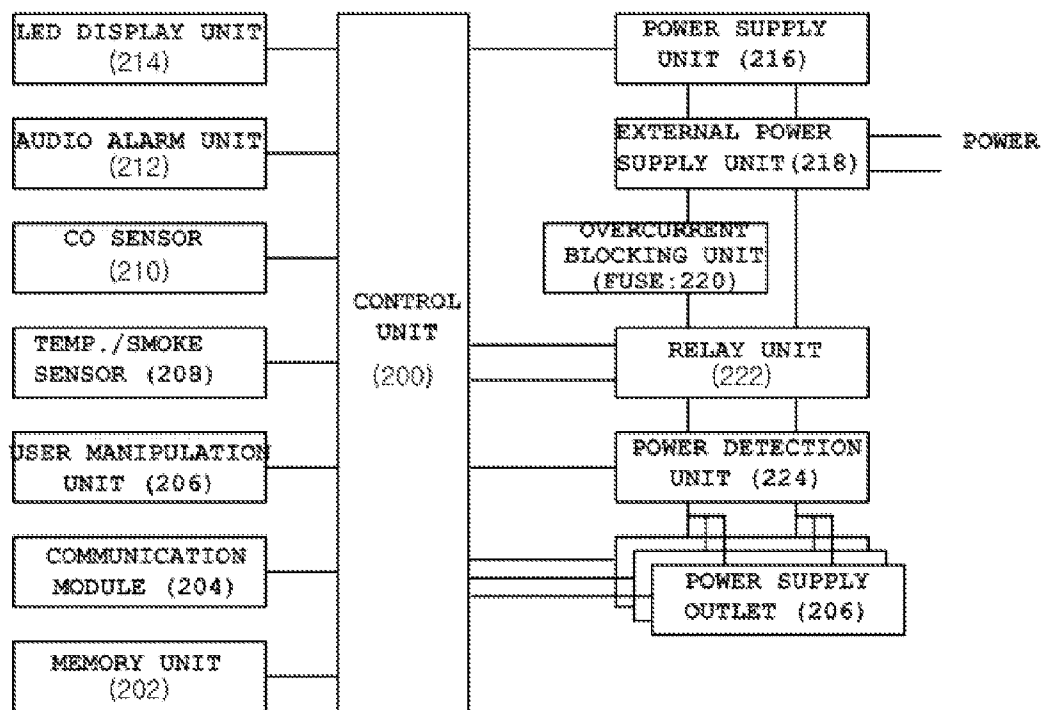 LED DISPLAY UNIT
(214)
AUDIO ALARM UNIT
(212)
CO SENSOR
(210)
TEMP./SMOKE
SENSOR (208)
USER MANIPULATION
UNIT (206)
COMMUNICATION
MODULE (204)
MEMORY UNIT
(202)
CONTROL
UNIT
(200)
POWER SUPPLY
UNIT (216)
EXTERNAL POWER
SUPPLY UNIT(218)
POWER
OVERCURRENT
BLOCKING UNIT
(FUSE:220)
RELAY UNIT
(222)
POWER DETECTION
UNIT (224)
POWER SUPPLY
OUTLET (206)